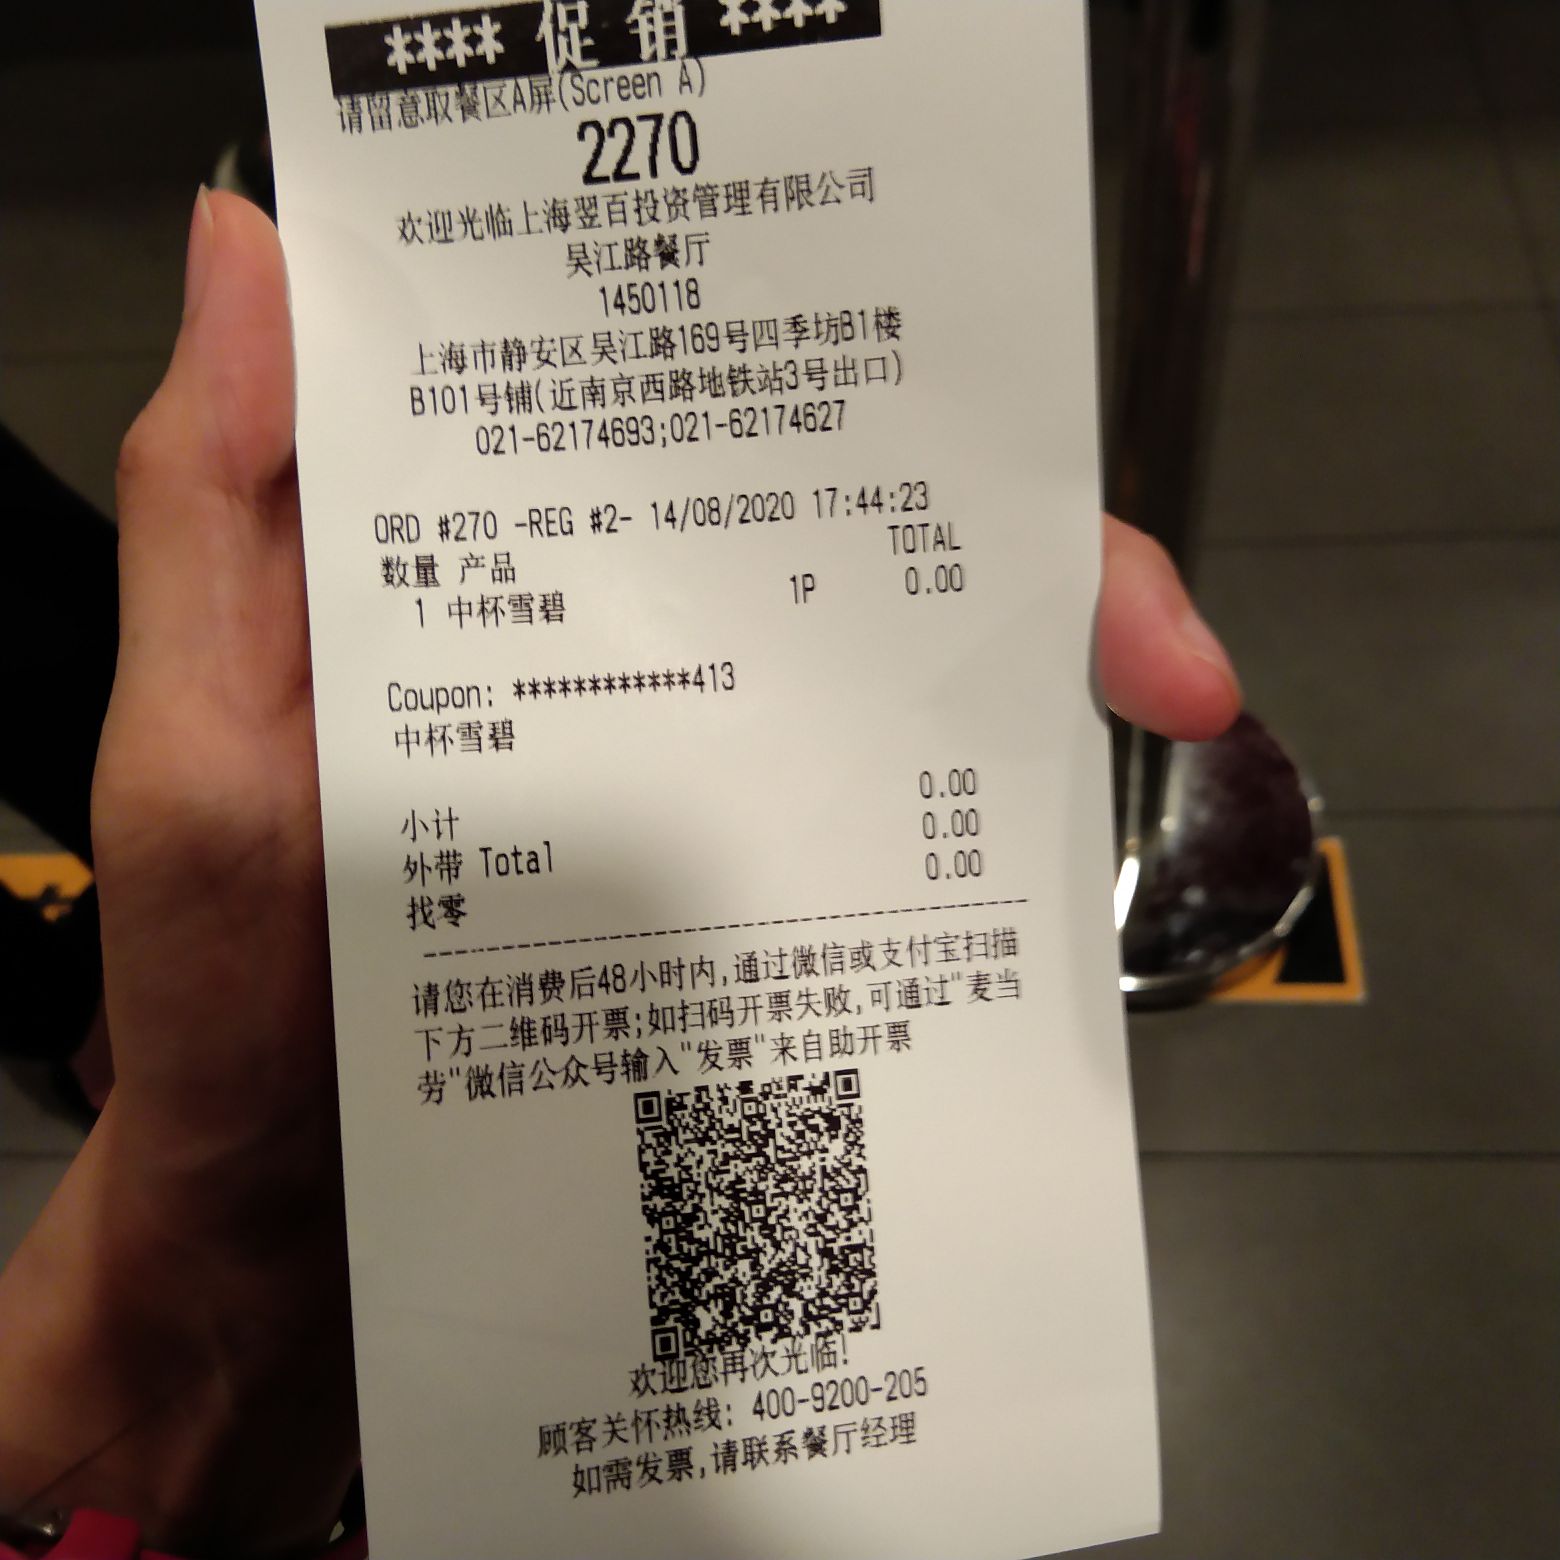 **** 促 销 ****
请留意取餐区A屏(Screen A)
2270
欢迎光临上海翌百投资管理有限公司
吴江路餐厅
1450118
上海市静安区吴江路169号四季坊B1楼
B101号铺(近南京西路地铁站3号出口)
021-62174693;021-62174627
ORD #270 -REG #2- 14/08/2020 17:44:23
数量 产品 TOTAL
1 中杯雪碧 1P 0.00
Coupon: ************413
中杯雪碧
小计 0.00
外带 Total 0.00
找零 0.00
请您在消费后48小时内,通过微信或支付宝扫描
下方二维码开票;如扫码开票失败,可通过"麦当
劳"微信公众号输入"发票"来自助开票
欢迎您再次光临!
顾客关怀热线: 400-9200-205
如需发票,请联系餐厅经理